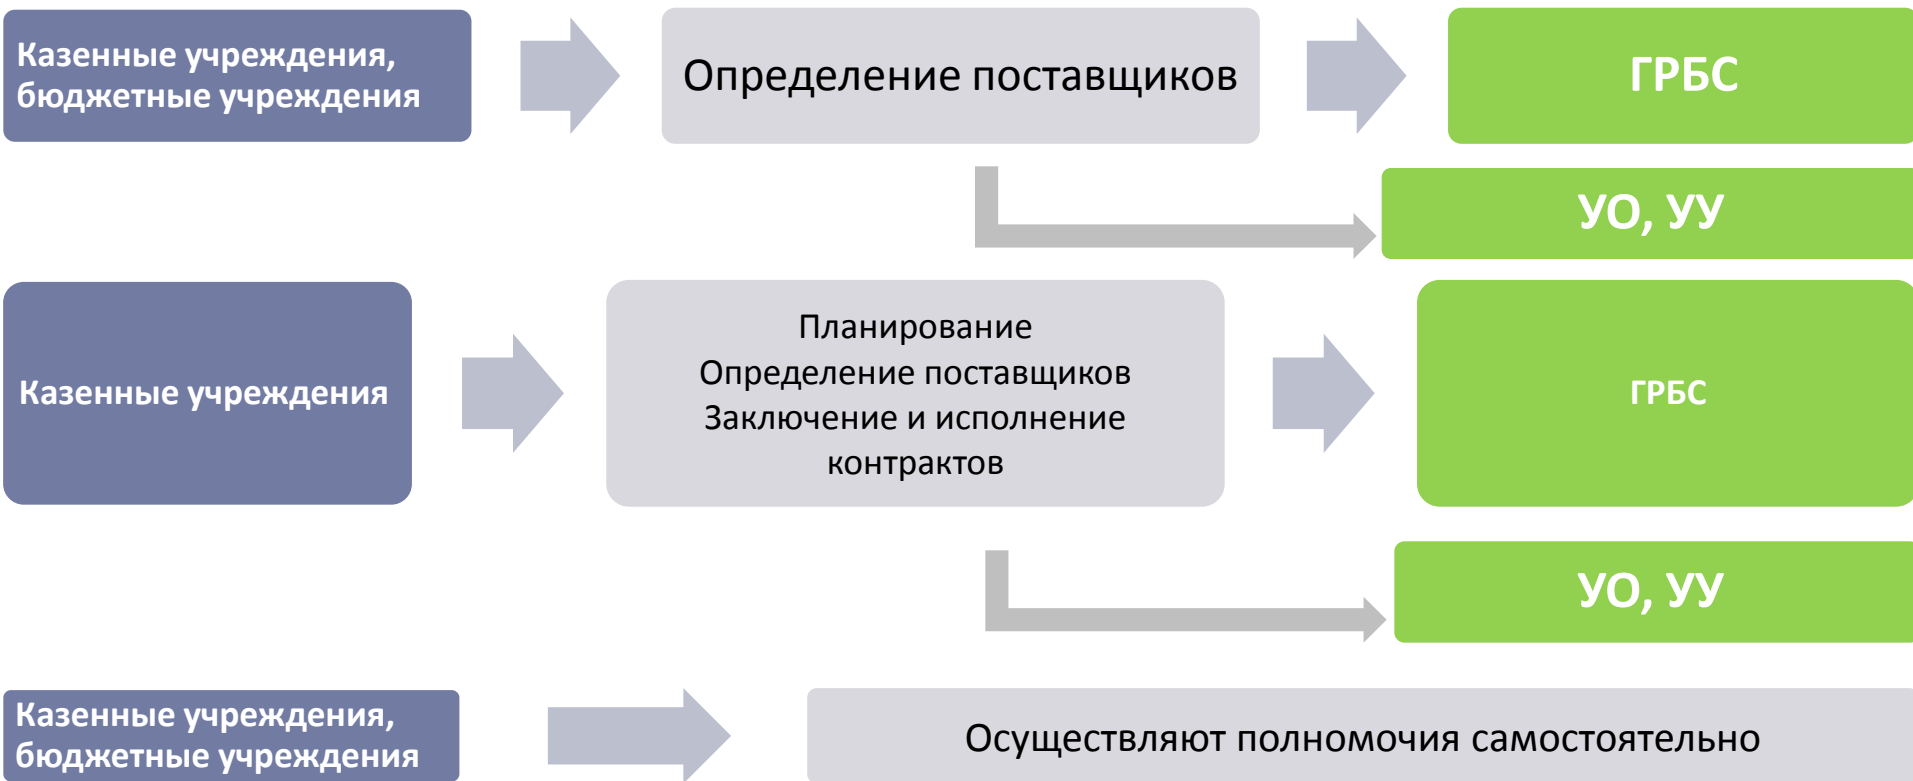 Казенные учреждения,
бюджетные учреждения
Определение поставщиков
ГРБС
УО, УУ
Казенные учреждения
Планирование
Определение поставщиков
Заключение и исполнение
контрактов
ГРБС
УО, УУ
Казенные учреждения,
бюджетные учреждения
Осуществляют полномочия самостоятельно